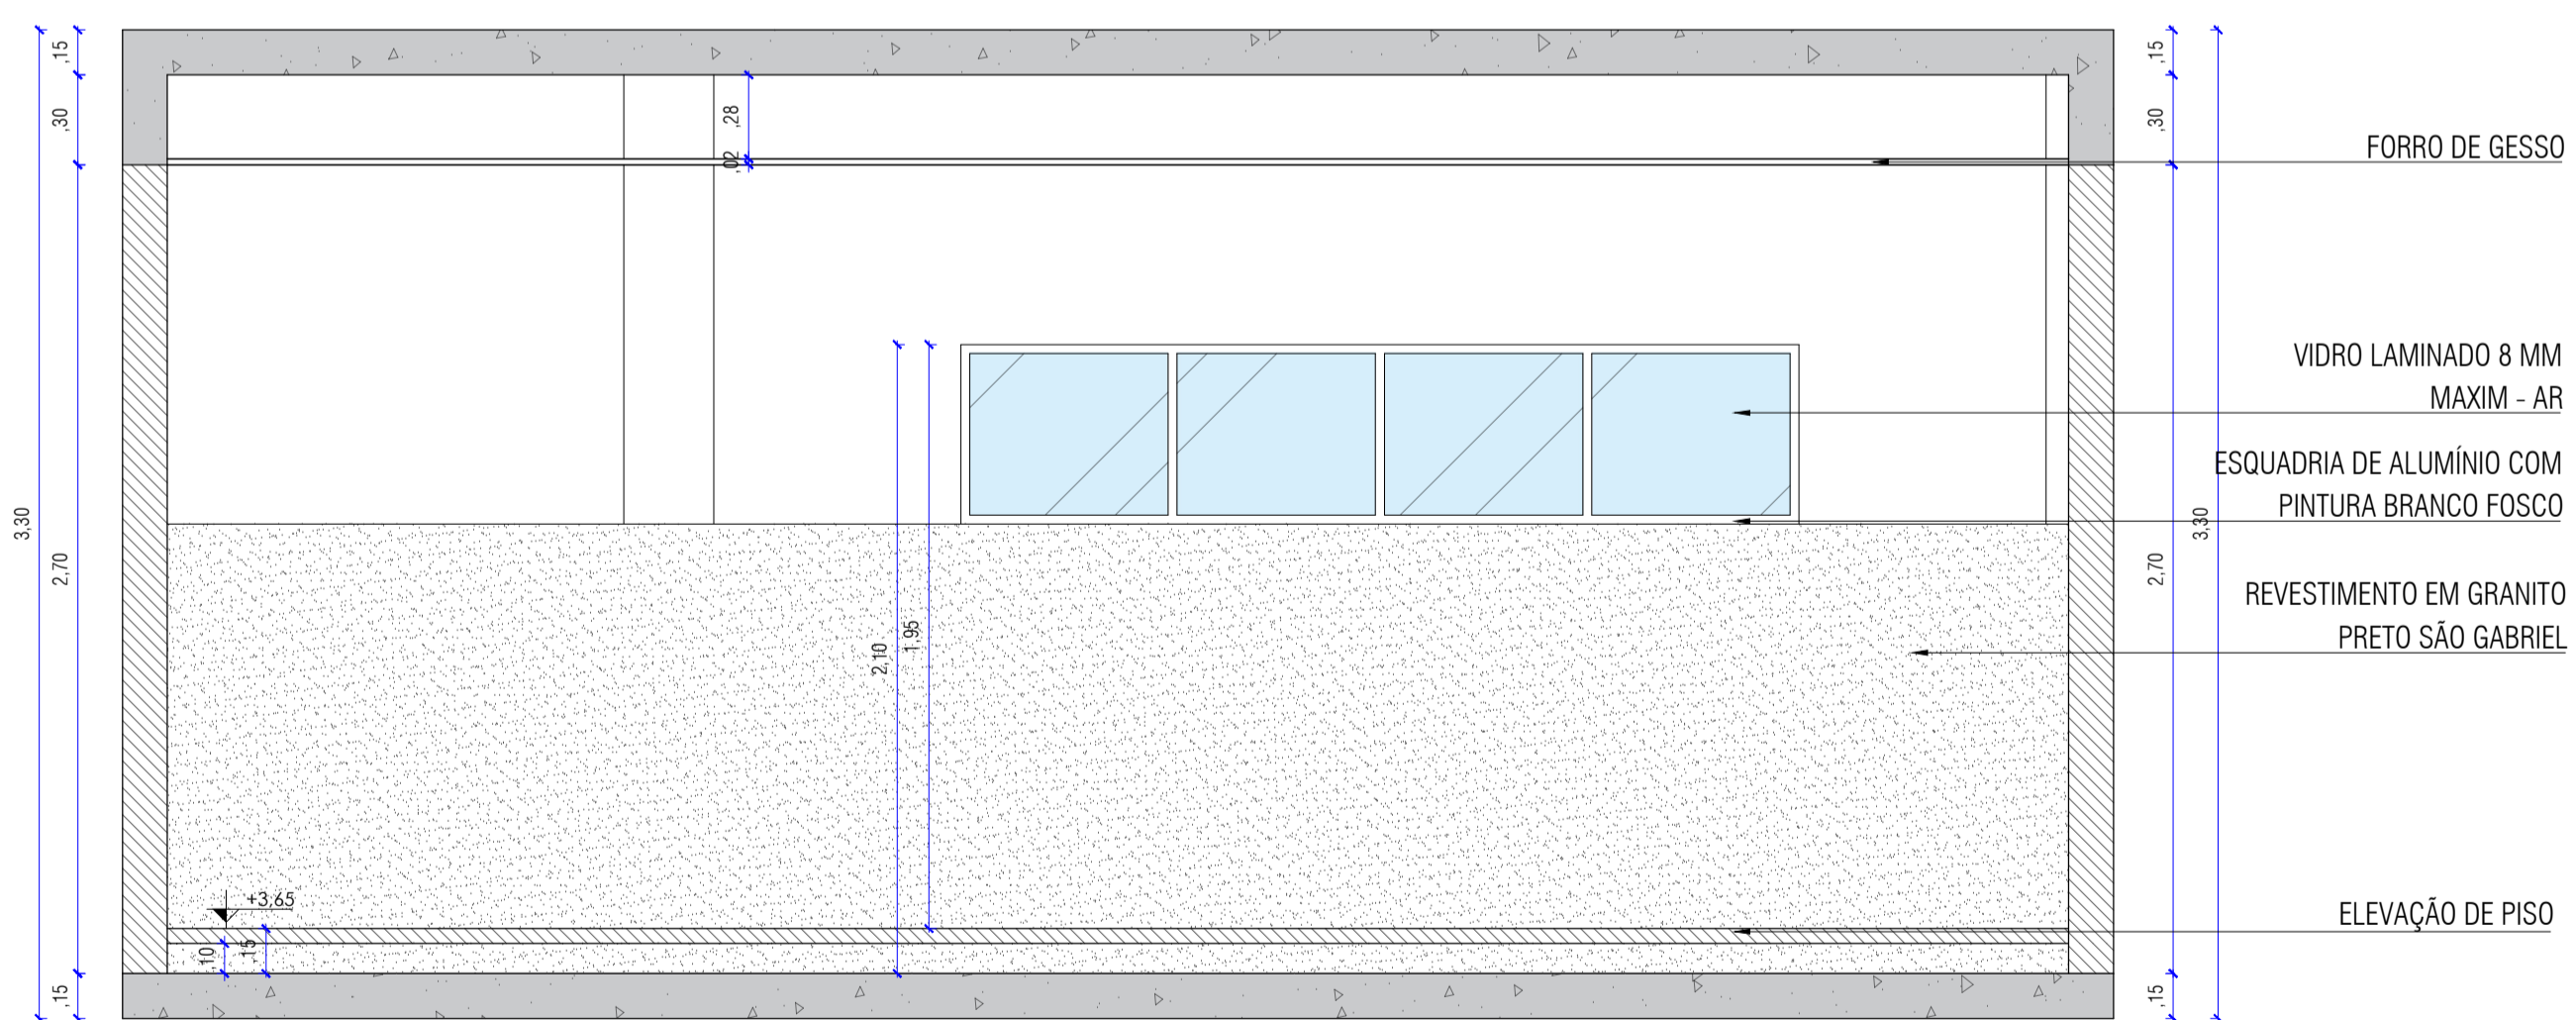 ,15
,15
,30
,28
,30
FORRO DE GESSO
,02
VIDRO LAMINADO 8 MM
MAXIM - AR
ESQUADRIA DE ALUMÍNIO COM
PINTURA BRANCO FOSCO
3,30
3,30
2,70
2,70
REVESTIMENTO EM GRANITO
PRETO SÃO GABRIEL
1,95
2,10
+3,65
ELEVAÇÃO DE PISO
,10
,15
,15
,15